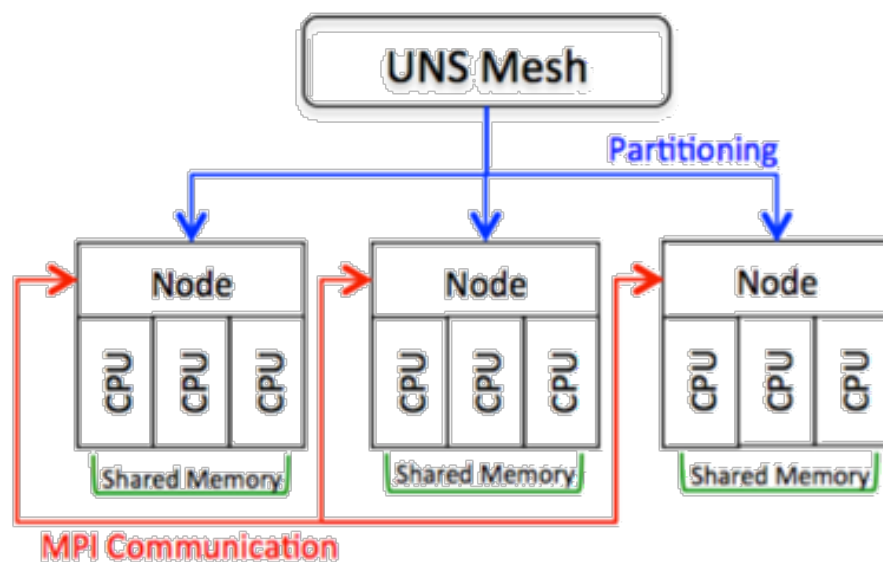 UNS Mesh
Partitioning
Node Node Node
CPU CPU CPU CPU CPU CPU CPU CPU CPU
Shared Memory Shared Memory Shared Memory
MPI Communication